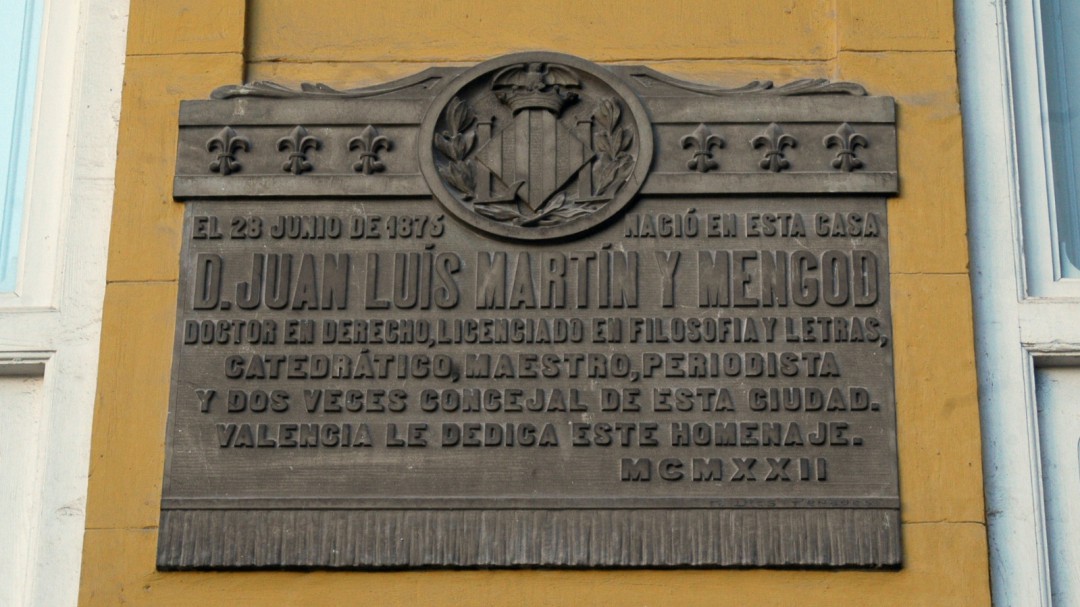 EL 28 JUNIO DE 1875 NACIÓ EN ESTA CASA
D. JUAN LUÍS MARTÍN Y MENGOD
DOCTOR EN DERECHO, LICENCIADO EN FILOSOFIA Y LETRAS,
CATEDRÁTICO, MAESTRO, PERIODISTA
Y DOS VECES CONCEJAL DE ESTA CIUDAD.
VALENCIA LE DEDICA ESTE HOMENAJE.
MCMXXII